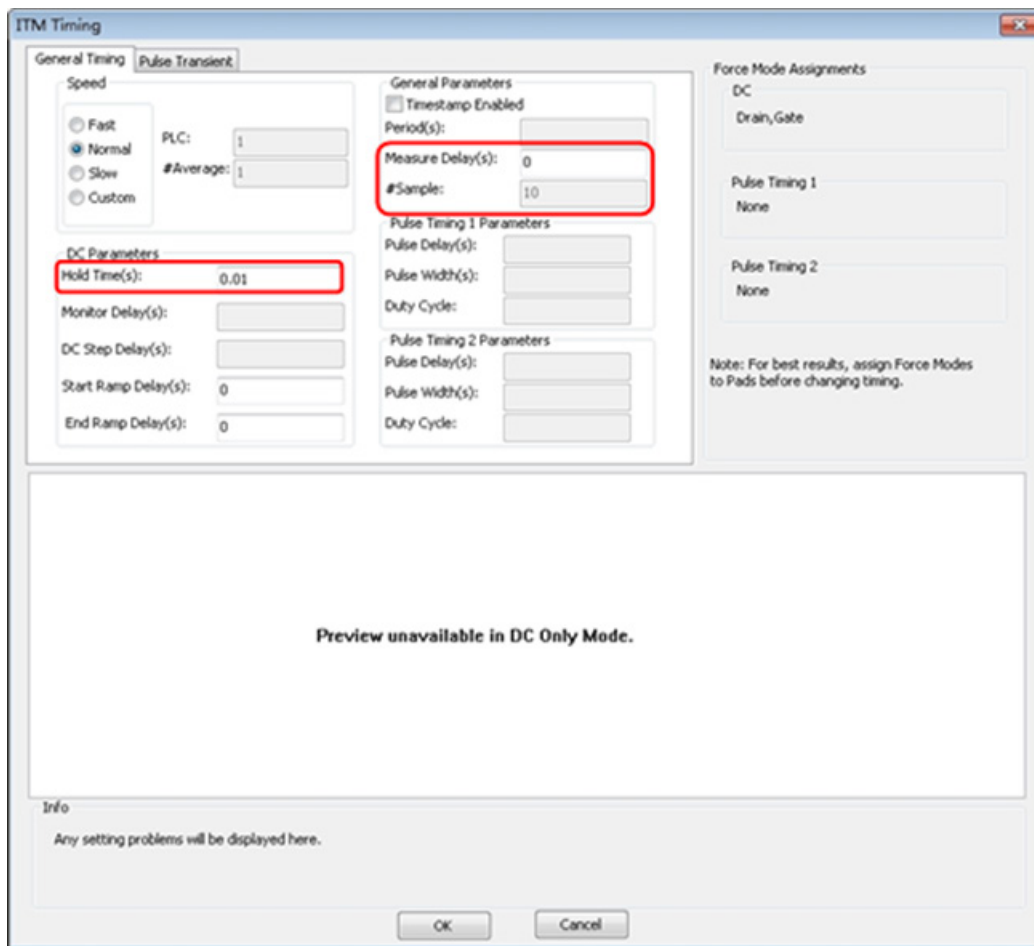 ITM Timing
General Timing
Pulse Transient
Speed
Fast
Normal
Slow
Custom
PLC:
1
#Average:
1
DC Parameters
Hold Time(s):
0.01
Monitor Delay(s):
DC Step Delay(s):
Start Ramp Delay(s):
0
End Ramp Delay(s):
0
General Parameters
Timestamp Enabled
Period(s):
Measure Delay(s):
0
#Sample:
10
Pulse Timing 1 Parameters
Pulse Delay(s):
Pulse Width(s):
Duty Cycle:
Pulse Timing 2 Parameters
Pulse Delay(s):
Pulse Width(s):
Duty Cycle:
Force Mode Assignments
DC
Drain,Gate
Pulse Timing 1
None
Pulse Timing 2
None
Note: For best results, assign Force Modes
to Pads before changing timing.
Preview unavailable in DC Only Mode.
Info
Any setting problems will be displayed here.
OK
Cancel